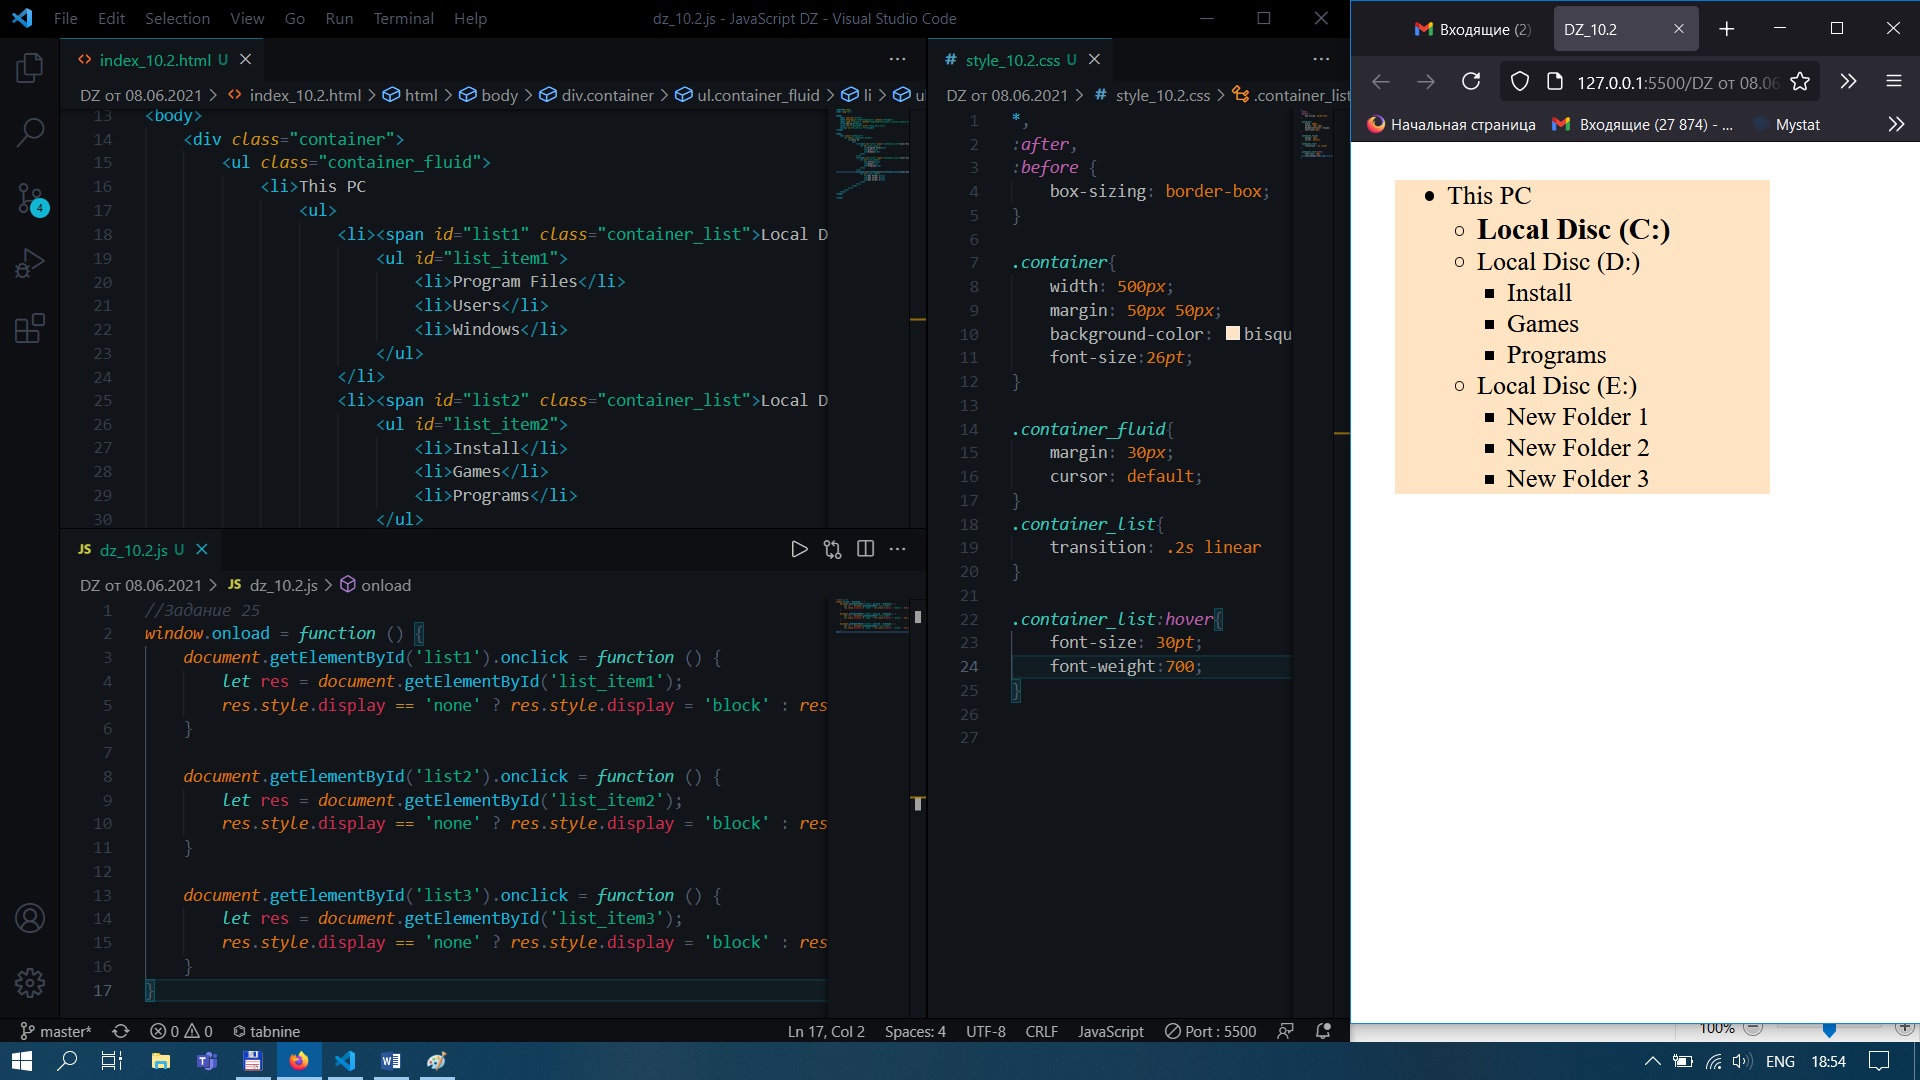 File Edit Selection View Go Run Terminal Help
dz_10.2.js - JavaScript DZ - Visual Studio Code
index_10.2.html U
DZ от 08.06.2021 > index_10.2.html > html > body > div.container > ul.container_fluid > li >
13 <body>
14 <div class="container">
15 <ul class="container_fluid">
16 <li>This PC
17 <ul>
18 <li><span id="list1" class="container_list">Local D
19 <ul id="list_item1">
20 <li>Program Files</li>
21 <li>Users</li>
22 <li>Windows</li>
23 </ul>
24 </li>
25 <li><span id="list2" class="container_list">Local D
26 <ul id="list_item2">
27 <li>Install</li>
28 <li>Games</li>
29 <li>Programs</li>
30 </ul>
JS dz_10.2.js U
DZ от 08.06.2021 > JS dz_10.2.js > onload
1 //Задание 25
2 window.onload = function () {
3 document.getElementById('list1').onclick = function () {
4 let res = document.getElementById('list_item1');
5 res.style.display == 'none' ? res.style.display = 'block' : res
6 }
7
8 document.getElementById('list2').onclick = function () {
9 let res = document.getElementById('list_item2');
10 res.style.display == 'none' ? res.style.display = 'block' : res
11 }
12
13 document.getElementById('list3').onclick = function () {
14 let res = document.getElementById('list_item3');
15 res.style.display == 'none' ? res.style.display = 'block' : res
16 }
17 }
# style_10.2.css U
DZ от 08.06.2021 > # style_10.2.css > .container_list
1 *,
2 :after,
3 :before {
4 box-sizing: border-box;
5 }
6
7 .container{
8 width: 500px;
9 margin: 50px 50px;
10 background-color: bisqu
11 font-size:26pt;
12 }
13
14 .container_fluid{
15 margin: 30px;
16 cursor: default;
17 }
18 .container_list{
19 transition: .2s linear
20 }
21
22 .container_list:hover{
23 font-size: 30pt;
24 font-weight:700;
25 }
26
27
4
master* 0 0 tabnine
Ln 17, Col 2 Spaces: 4 UTF-8 CRLF JavaScript Port : 5500
Входящие (2)
DZ_10.2
127.0.0.1:5500/DZ от 08.06
Начальная страница Входящие (27 874) - ... Mystat
This PC
Local Disc (C:)
Local Disc (D:)
Install
Games
Programs
Local Disc (E:)
New Folder 1
New Folder 2
New Folder 3
100%
ENG 18:54